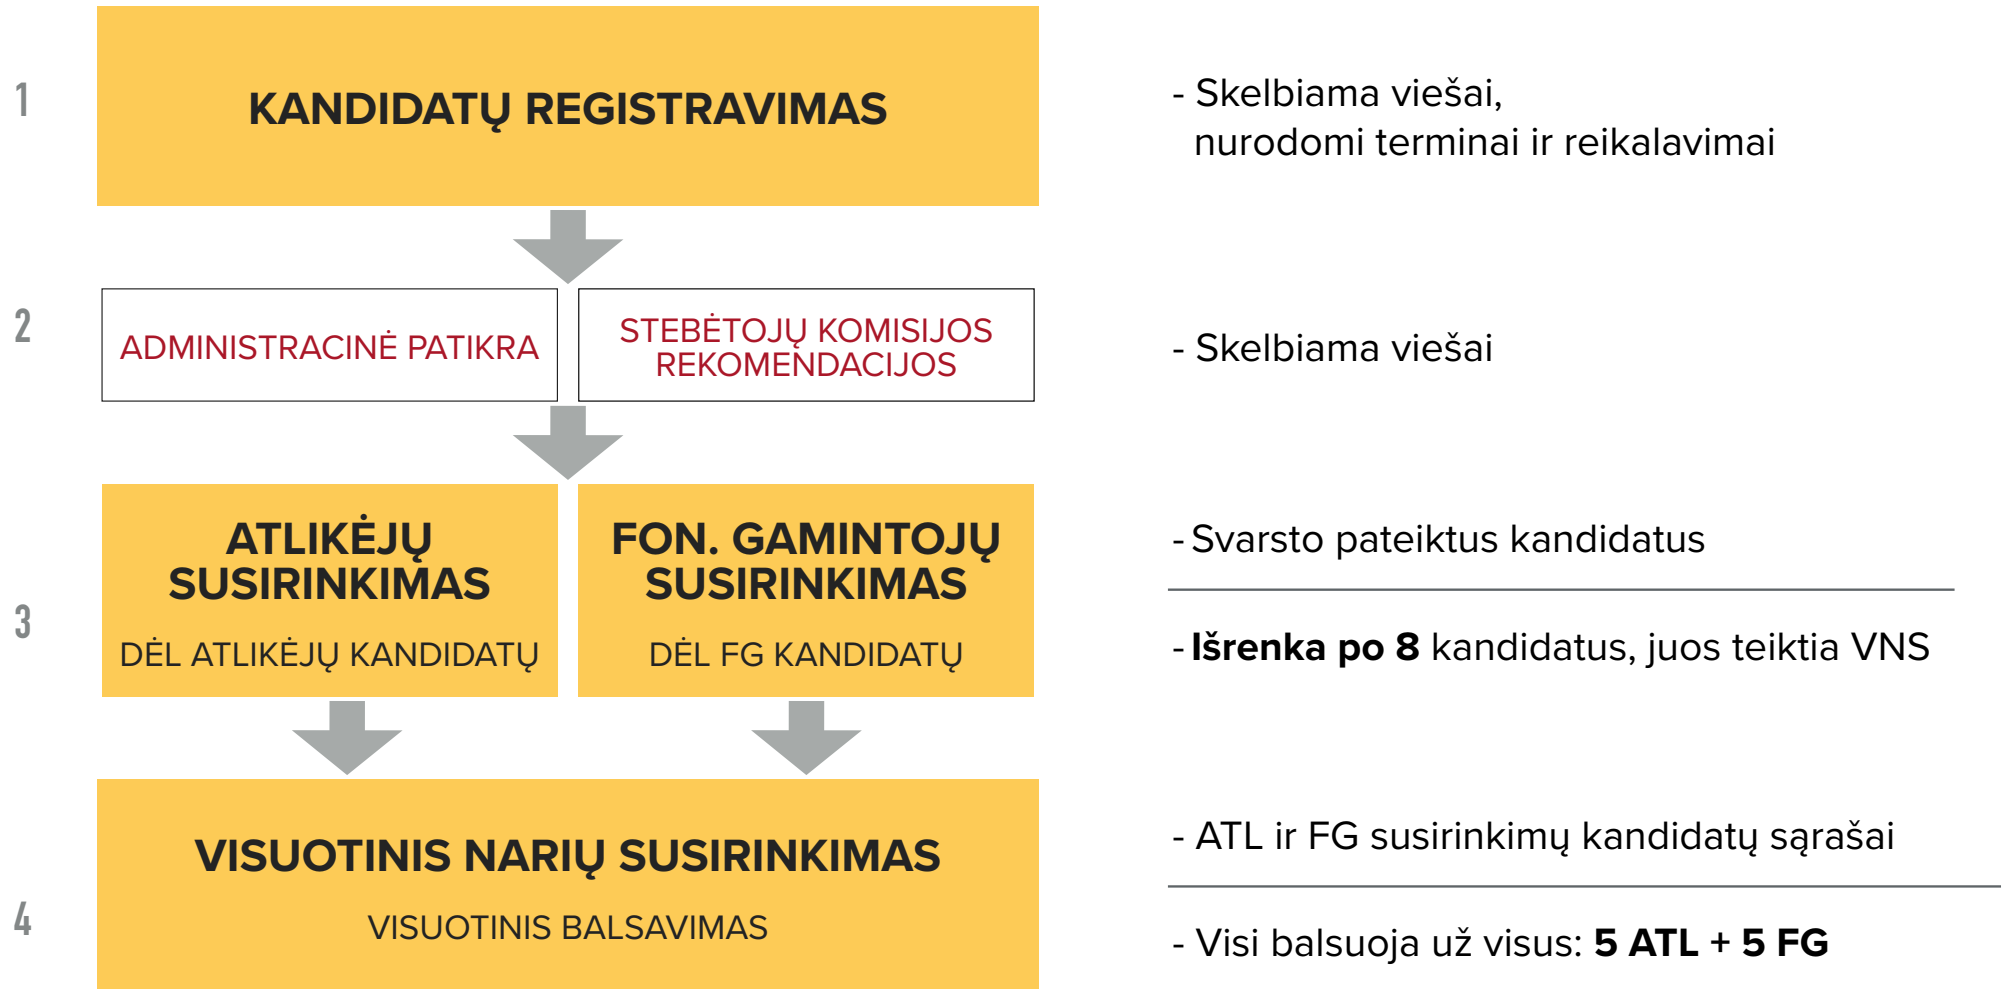 1
KANDIDATŲ REGISTRAVIMAS
- Skelbiama viešai,
nurodomi terminai ir reikalavimai
2
ADMINISTRACINĖ PATIKRA
STEBĖTOJŲ KOMISIJOS
REKOMENDACIJOS
- Skelbiama viešai
3
ATLIKĖJŲ
SUSIRINKIMAS
DĖL ATLIKĖJŲ KANDIDATŲ
FON. GAMINTOJŲ
SUSIRINKIMAS
DĖL FG KANDIDATŲ
- Svarsto pateiktus kandidatus
- Išrenka po 8 kandidatus, juos teiktia VNS
4
VISUOTINIS NARIŲ SUSIRINKIMAS
VISUOTINIS BALSAVIMAS
- ATL ir FG susirinkimų kandidatų sąrašai
- Visi balsuoja už visus: 5 ATL + 5 FG